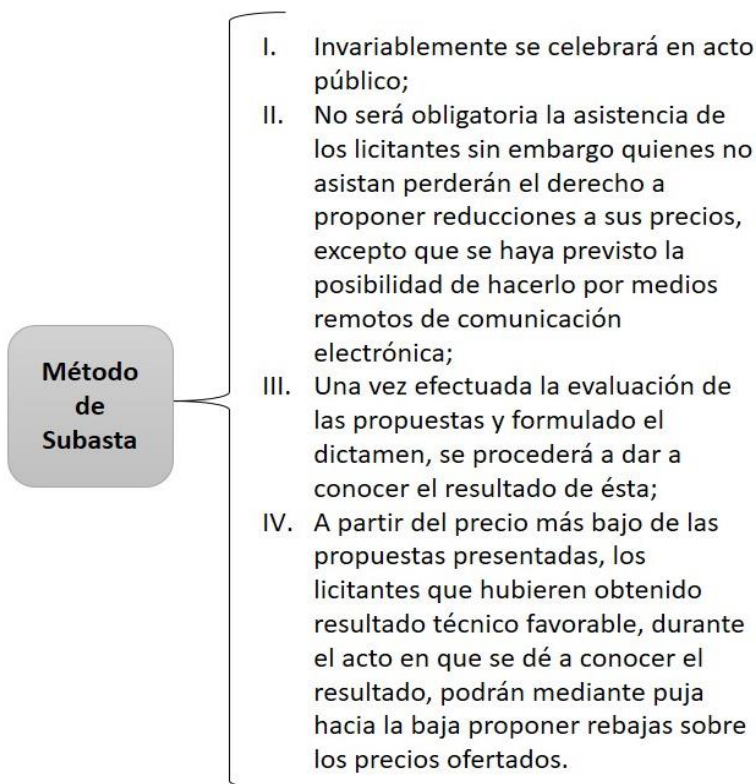 Método
de
Subasta
I. Invariablemente se celebrará en acto
público;
II. No será obligatoria la asistencia de
los licitantes sin embargo quienes no
asistan perderán el derecho a
proponer reducciones a sus precios,
excepto que se haya previsto la
posibilidad de hacerlo por medios
remotos de comunicación
electrónica;
III. Una vez efectuada la evaluación de
las propuestas y formulado el
dictamen, se procederá a dar a
conocer el resultado de ésta;
IV. A partir del precio más bajo de las
propuestas presentadas, los
licitantes que hubieren obtenido
resultado técnico favorable, durante
el acto en que se dé a conocer el
resultado, podrán mediante puja
hacia la baja proponer rebajas sobre
los precios ofertados.